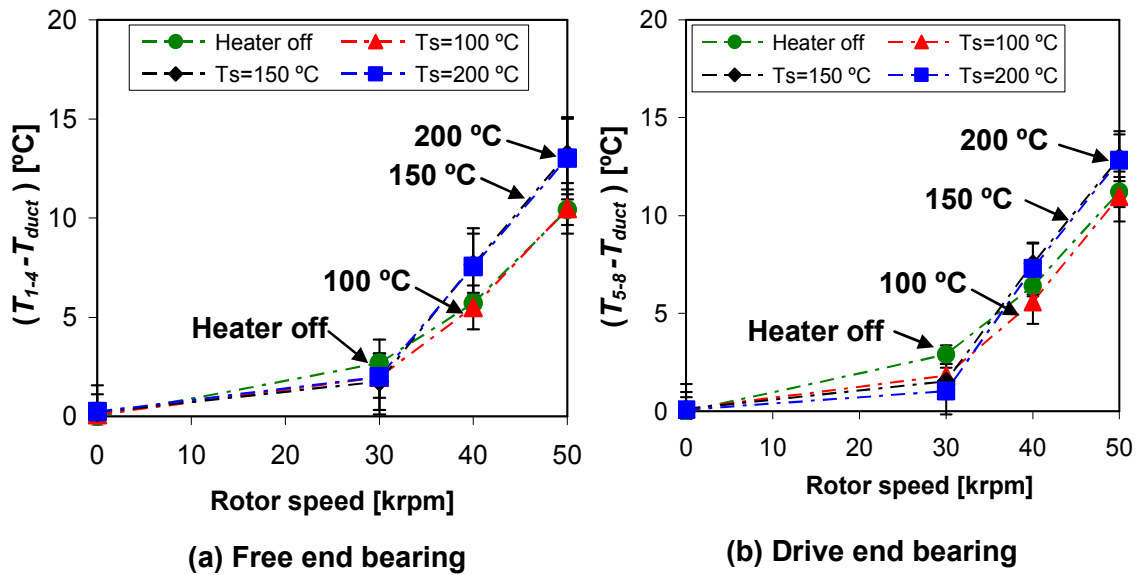 20
15
10
5
0
(T1-4 - Tduct ) [ºC]
Heater off
Ts=100 ºC
Ts=150 ºC
Ts=200 ºC
200 ºC
150 ºC
100 ºC
Heater off
0 10 20 30 40 50
Rotor speed [krpm]
(a) Free end bearing
20
15
10
5
0
(T5-8 - Tduct ) [ºC]
Heater off
Ts=100 ºC
Ts=150 ºC
Ts=200 ºC
200 ºC
150 ºC
100 ºC
Heater off
0 10 20 30 40 50
Rotor speed [krpm]
(b) Drive end bearing